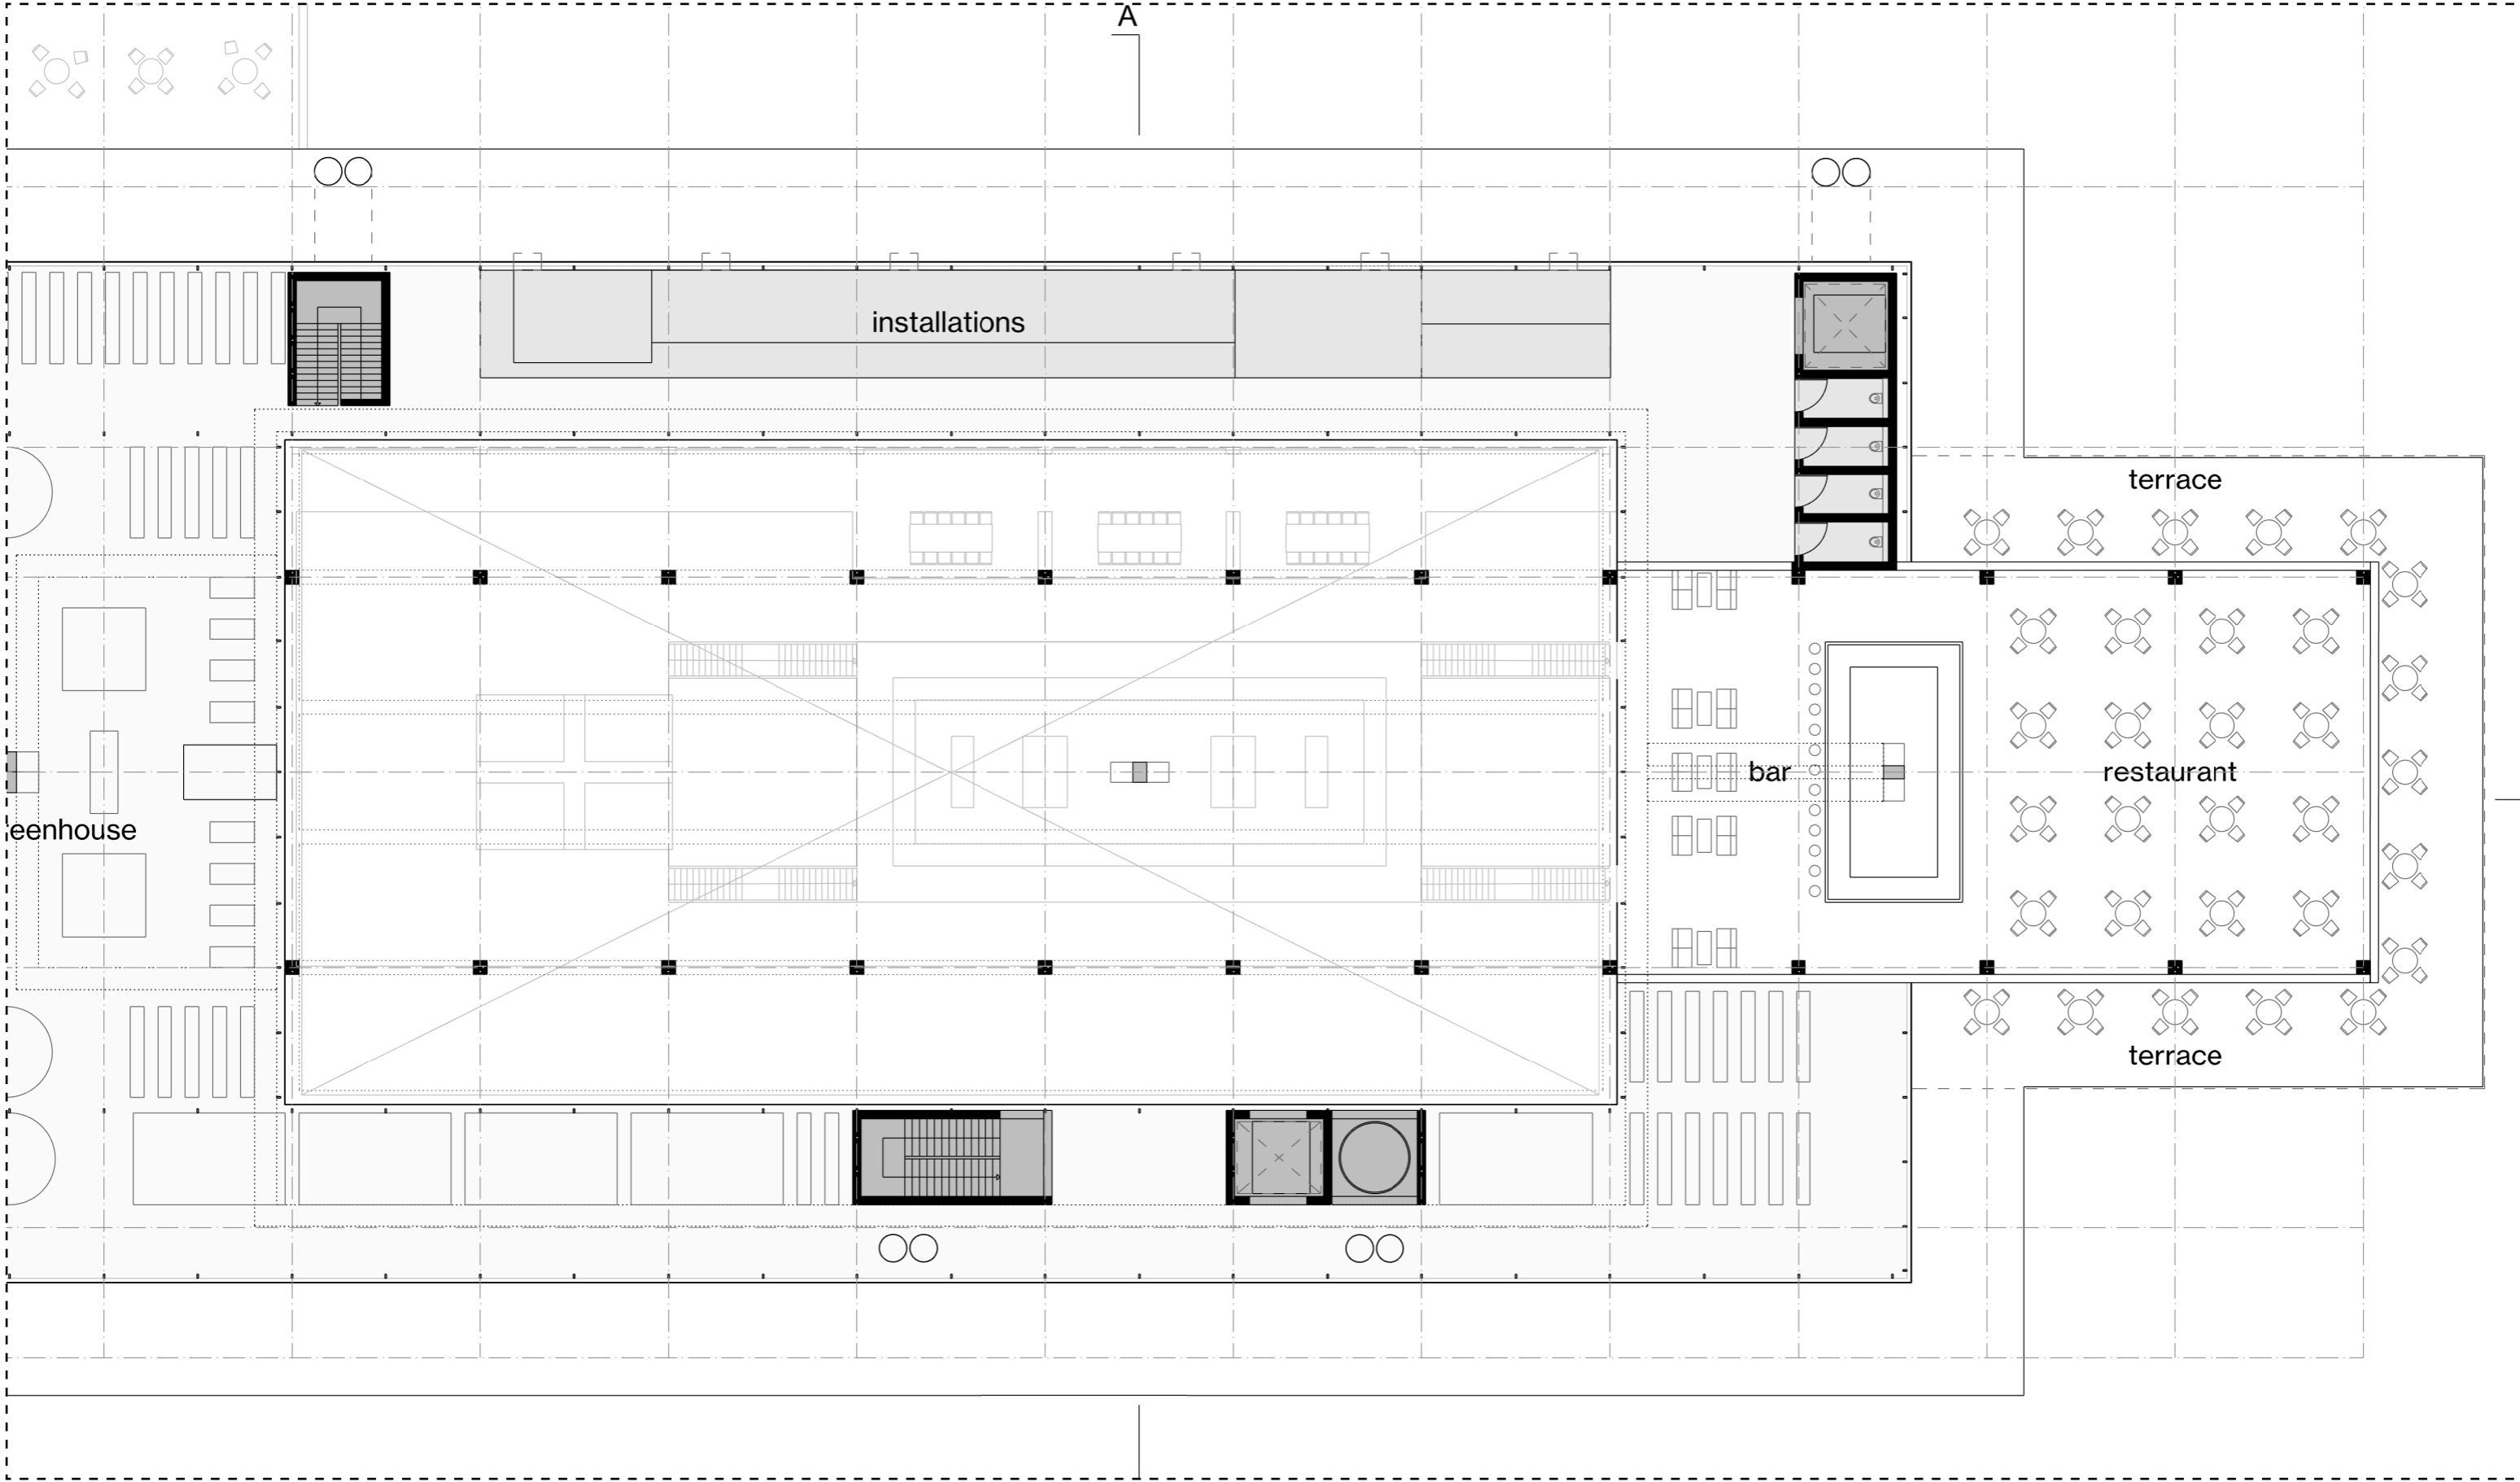 A
installations
terrace
bar
restaurant
eenhouse
terrace